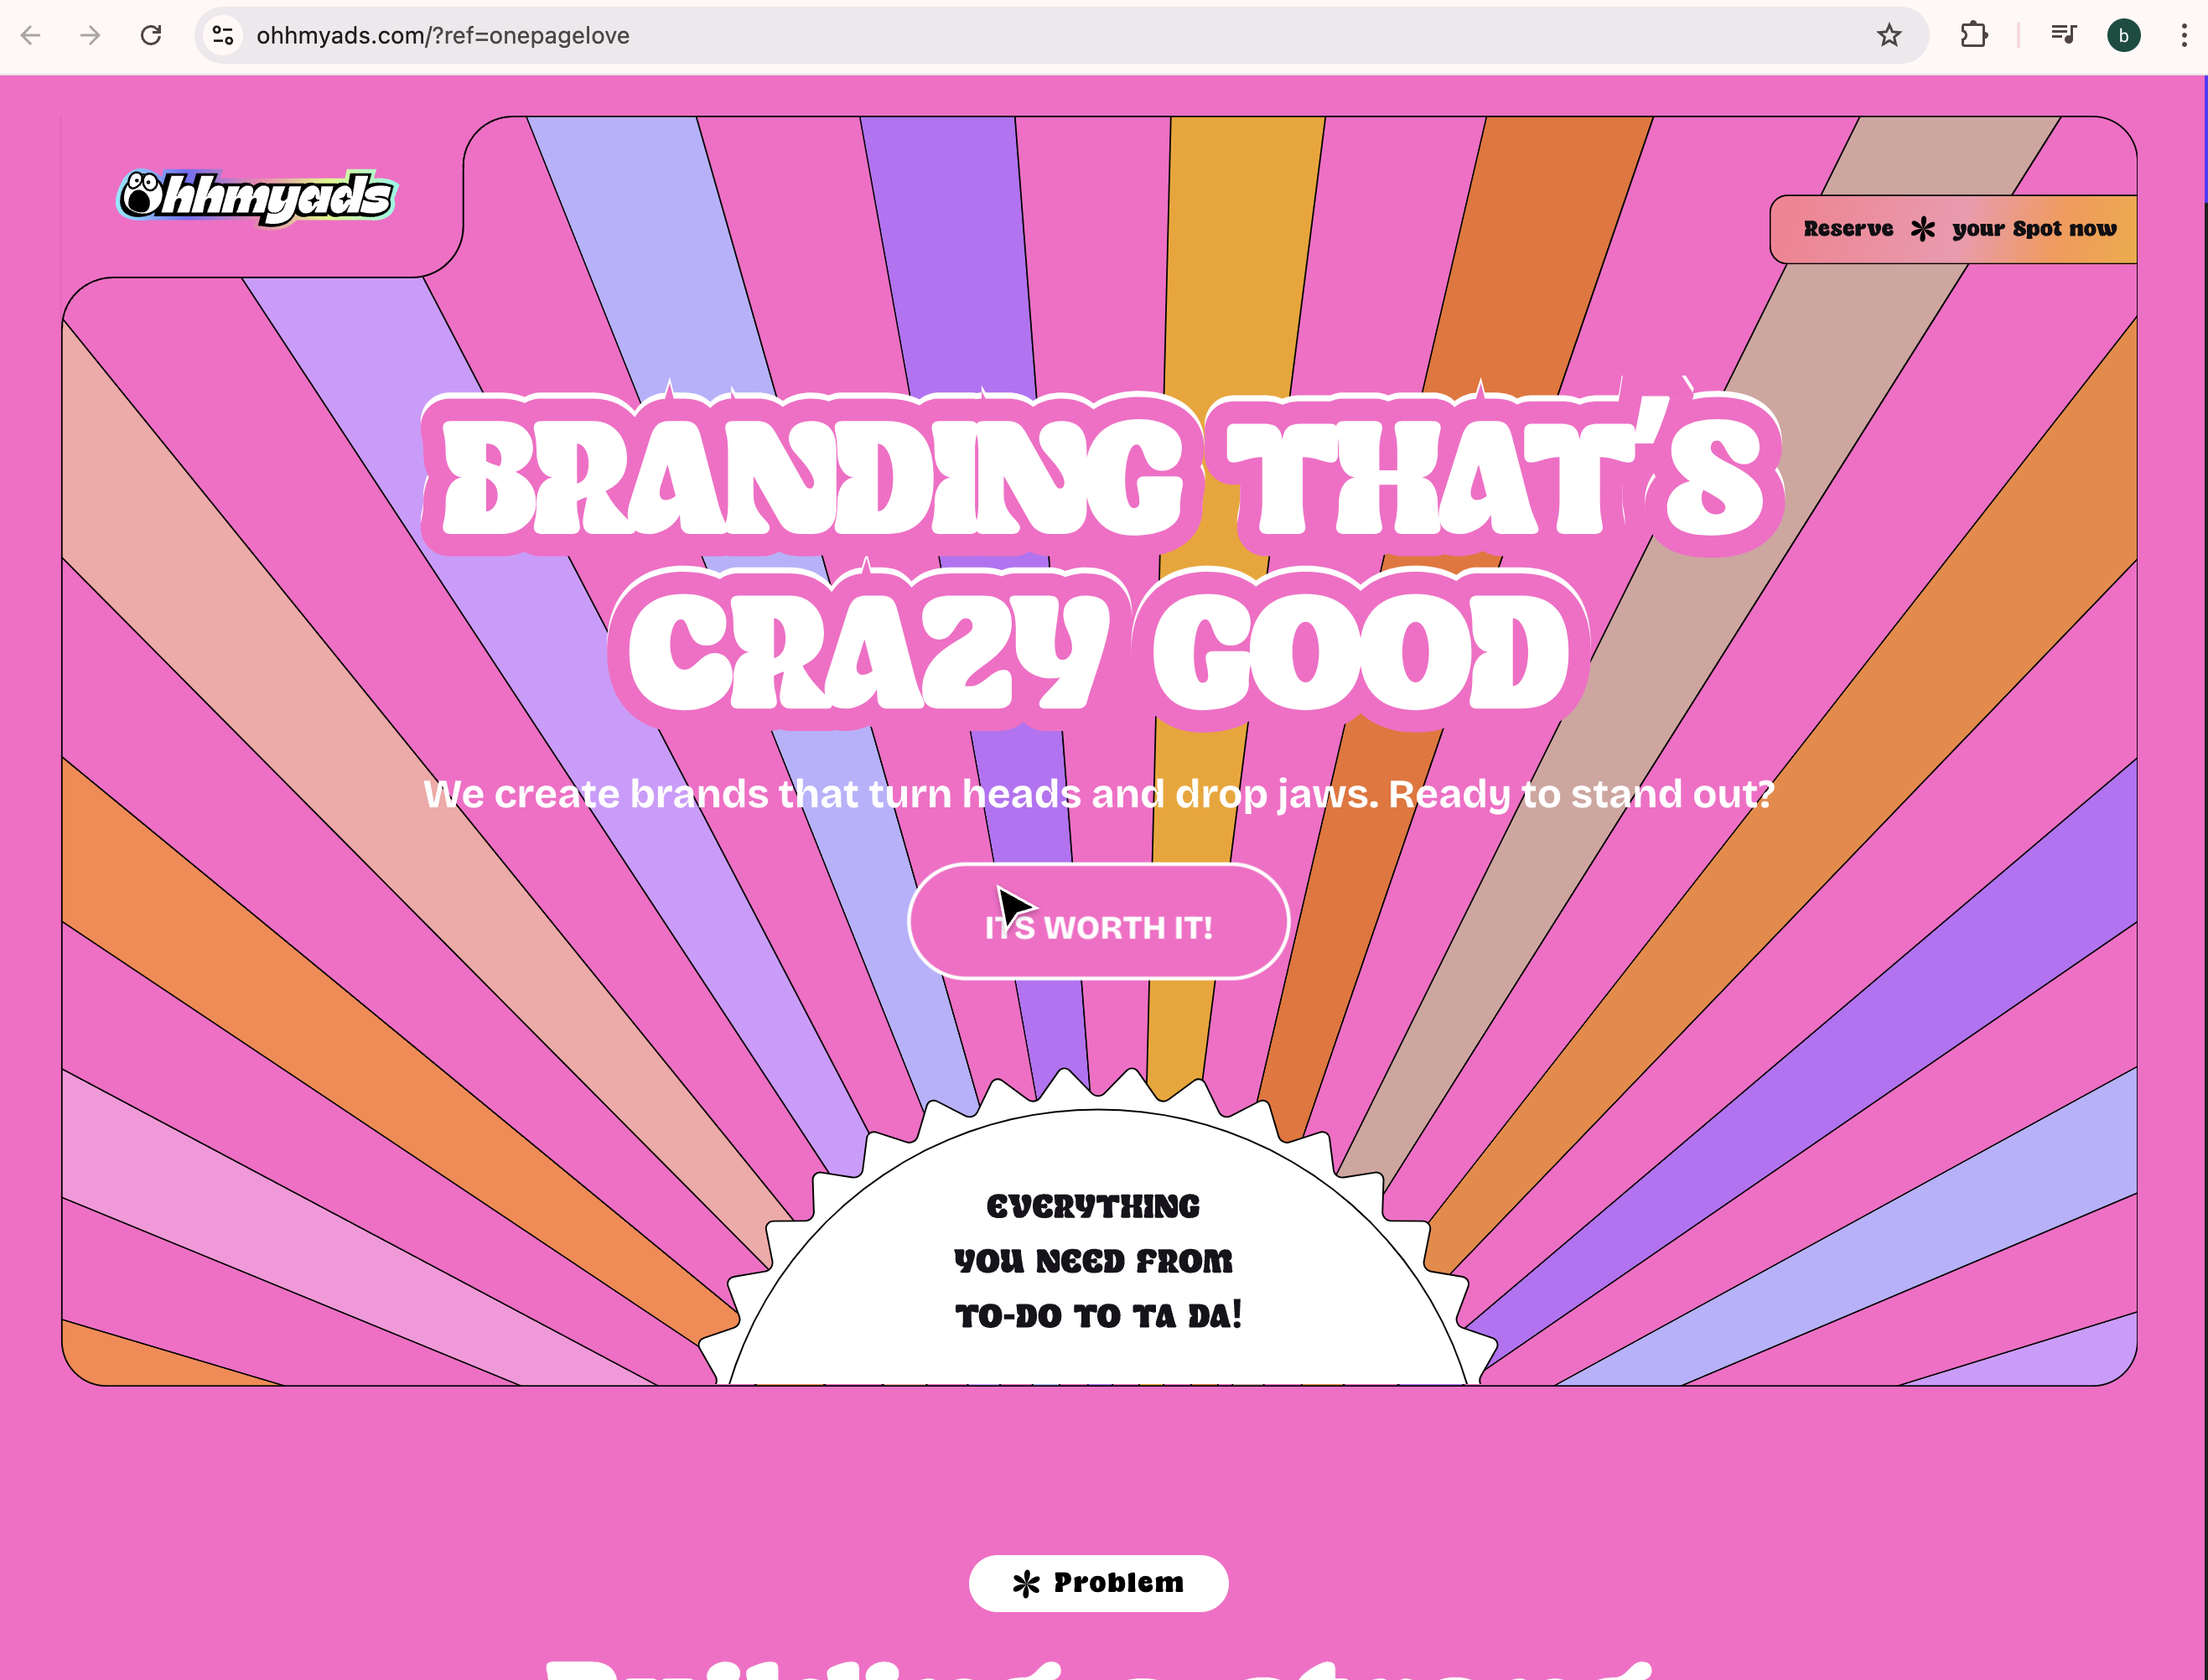 ohhmyads.com/?ref=onepagelove
b
Ohhmyads
Reserve * your Spot now
BRANDING THAT'S
CRAZY GOOD
We create brands that turn heads and drop jaws. Ready to stand out?
ITS WORTH IT!
EVERYTHING
YOU NEED FROM
TO-DO TO TA DA!
* Problem